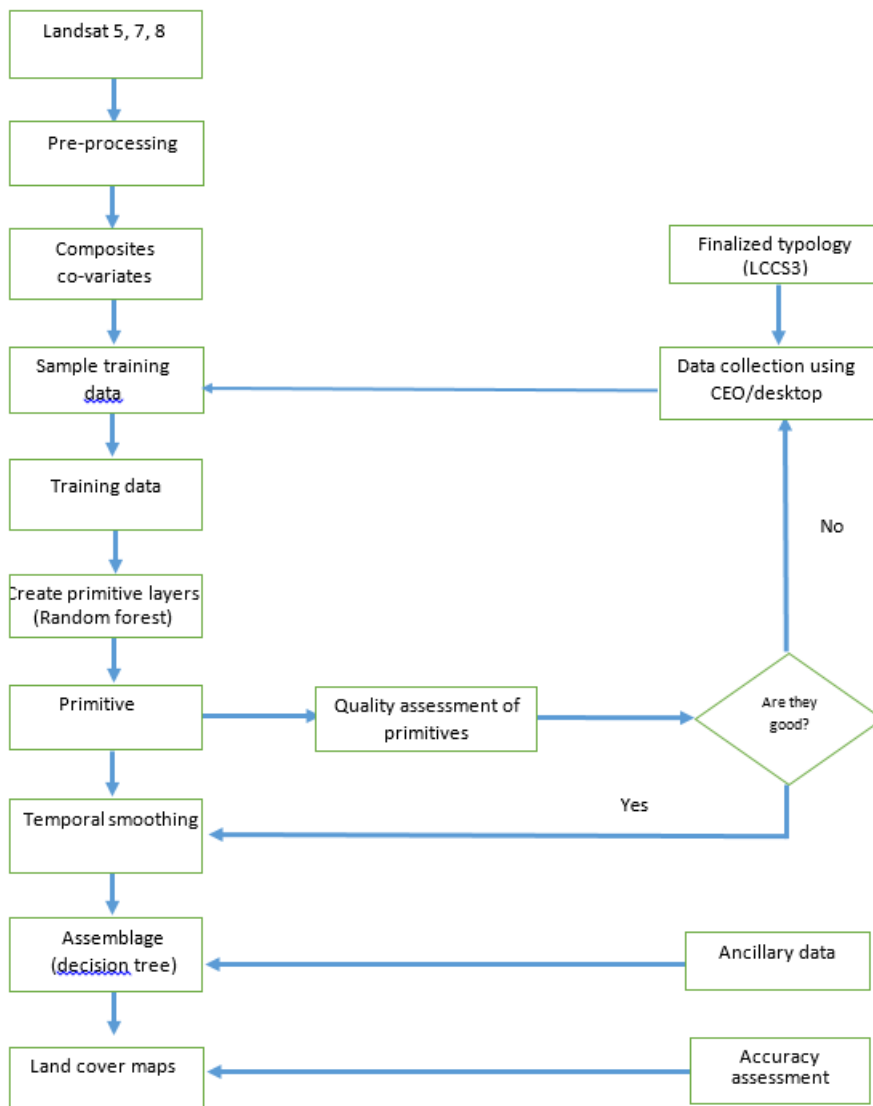 Landsat 5, 7, 8
Pre-processing
Composites
co-variates
Finalized typology
(LCCS3)
Sample training
data
Data collection using
CEO/desktop
Training data
No
Create primitive layers
(Random forest)
Primitive
Quality assessment of
primitives
Are they
good?
Temporal smoothing
Yes
Assemblage
(decision tree)
Ancillary data
Land cover maps
Accuracy
assessment